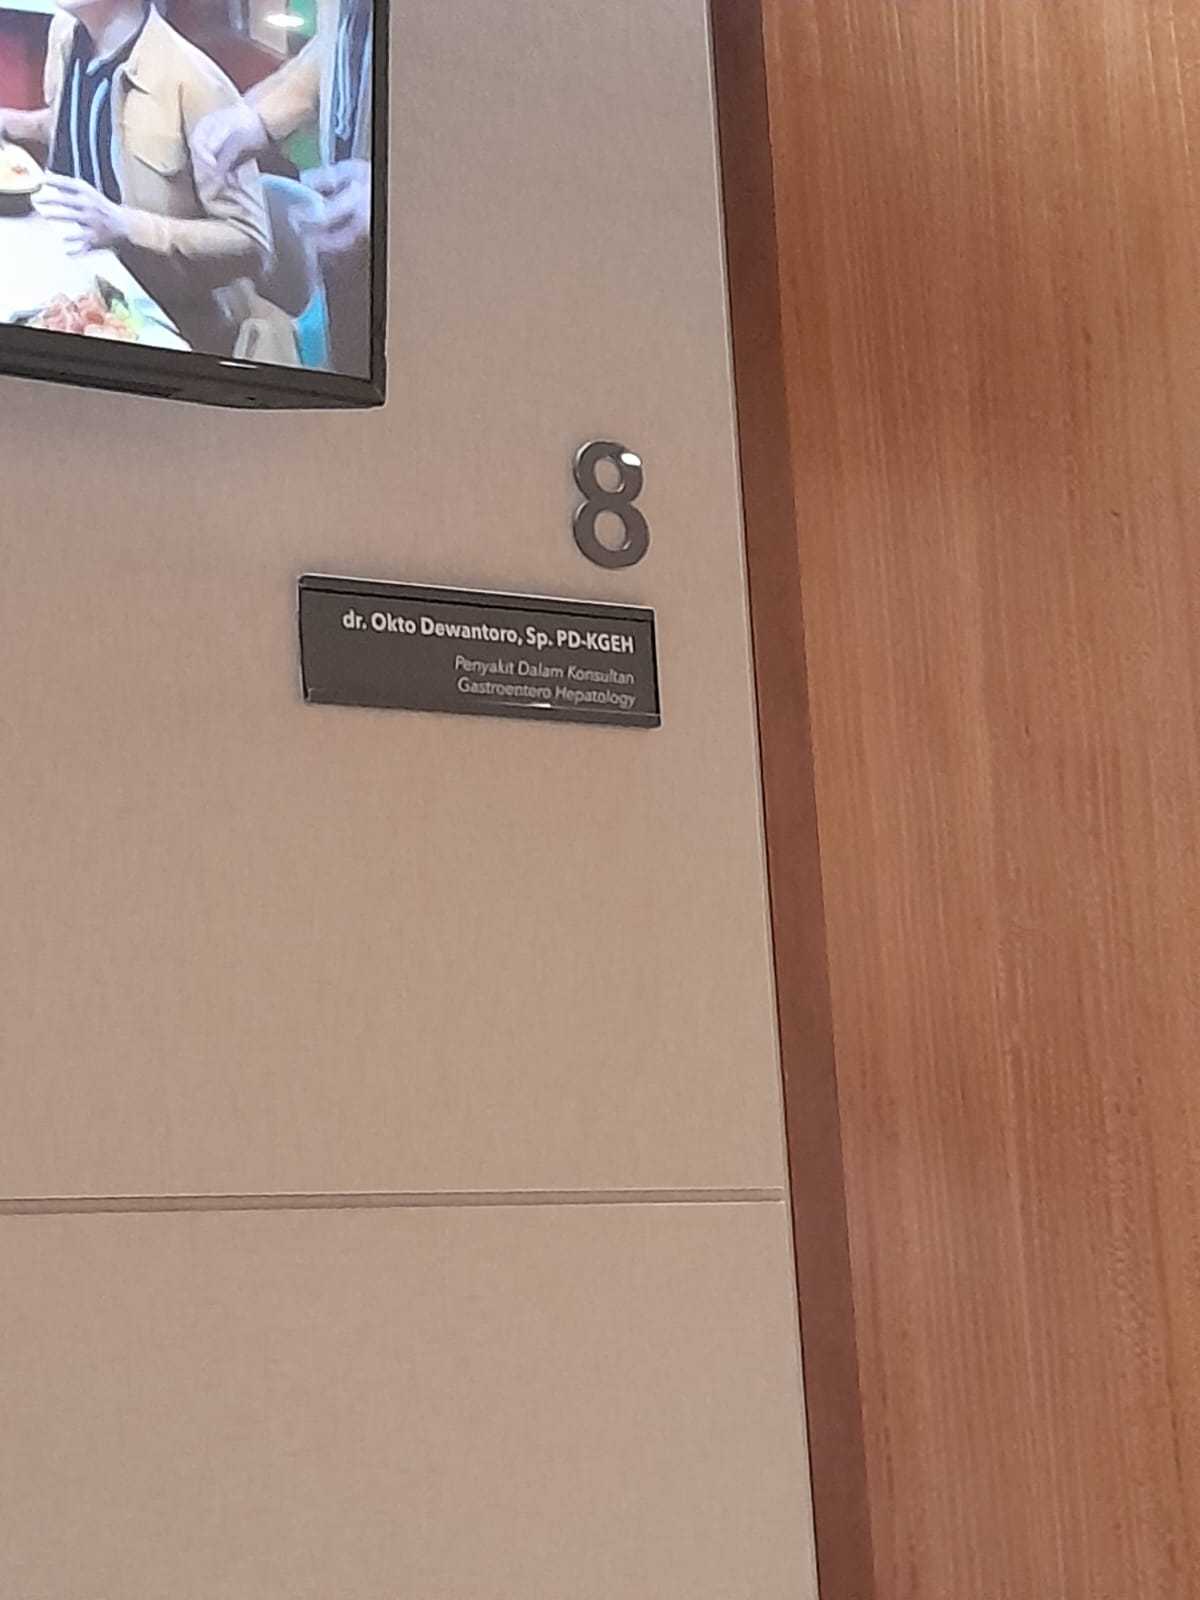 8
dr. Okto Dewantoro, Sp. PD-KGEH
Penyakit Dalam Konsultan
Gastroentero Hepatology